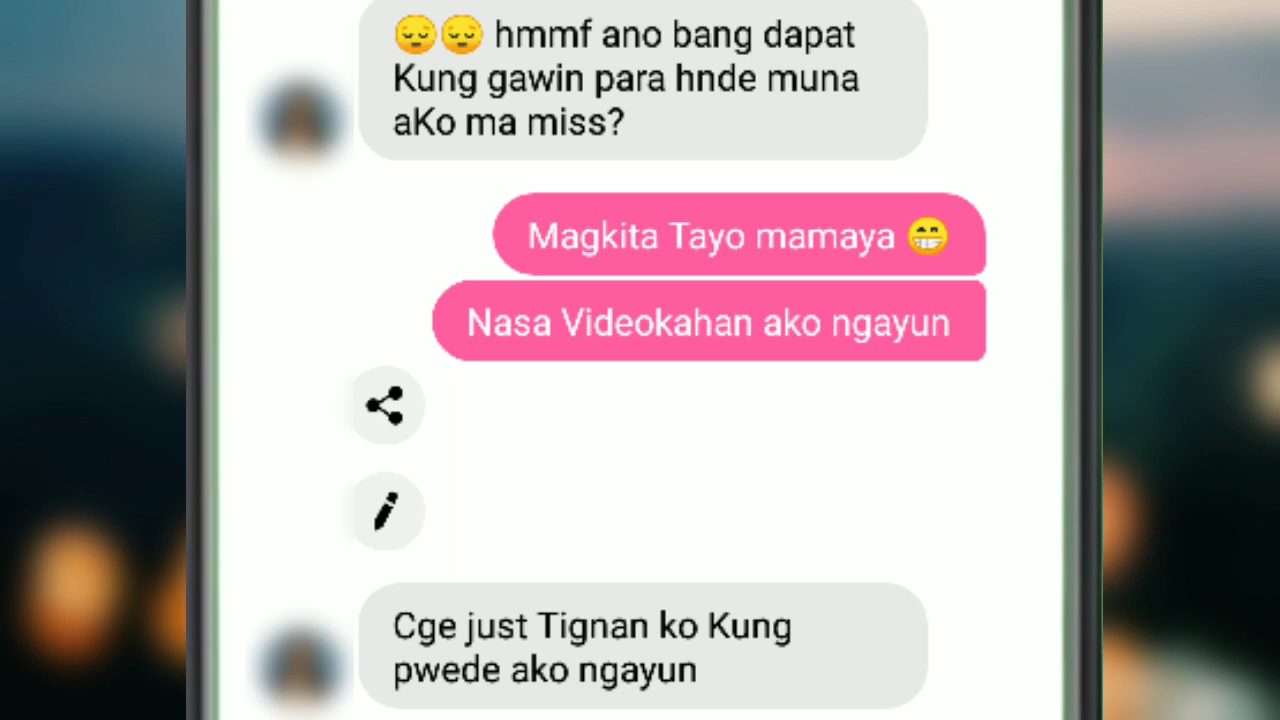 😔😔 hmmf ano bang dapat
Kung gawin para hnde muna
aKo ma miss?
Magkita Tayo mamaya 😁
Nasa Videokahan ako ngayun
Cge just Tignan ko Kung
pwede ako ngayun